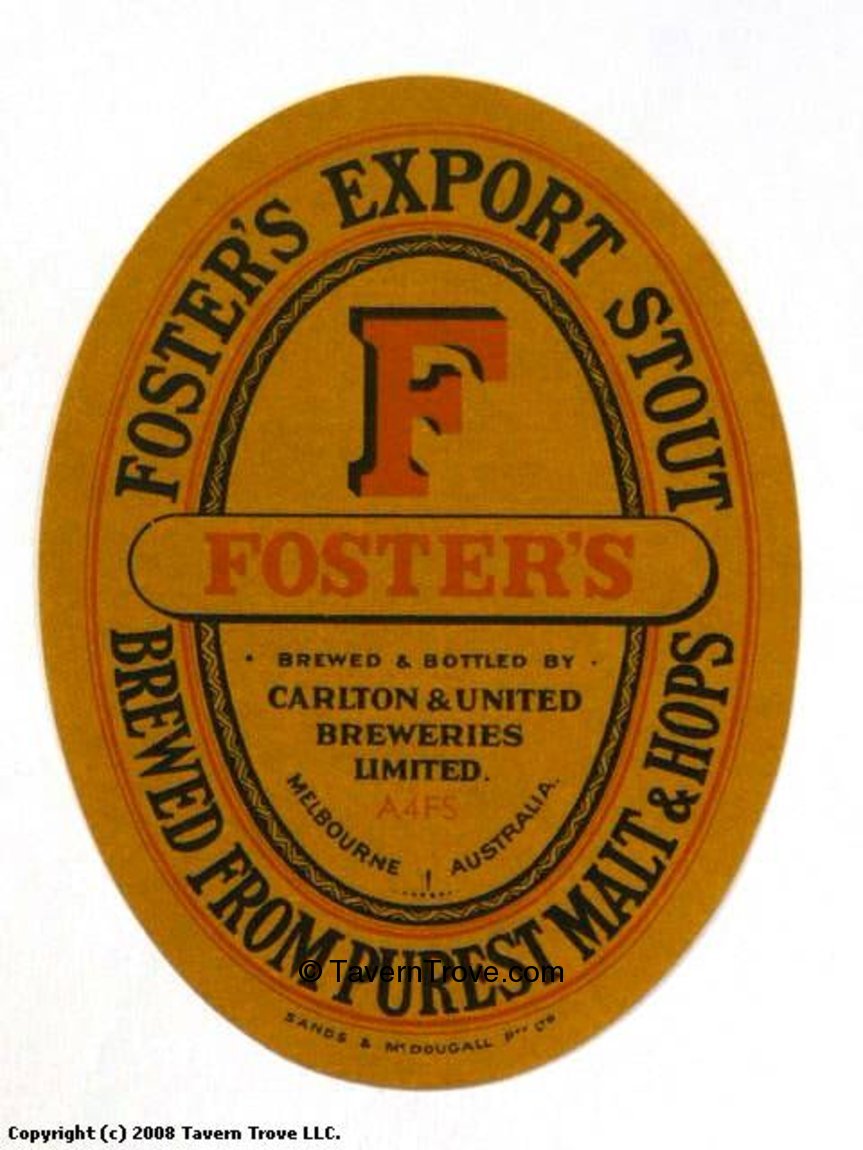 FOSTER'S EXPORT STOUT
F
FOSTER'S
• BREWED & BOTTLED BY •
CARLTON & UNITED
BREWERIES
LIMITED.
A4FS
MELBOURNE AUSTRALIA.
BREWED FROM PUREST MALT & HOPS
© TavernTrove.com
SANDS & McDOUGALL PTY LTD
Copyright (c) 2008 Tavern Trove LLC.